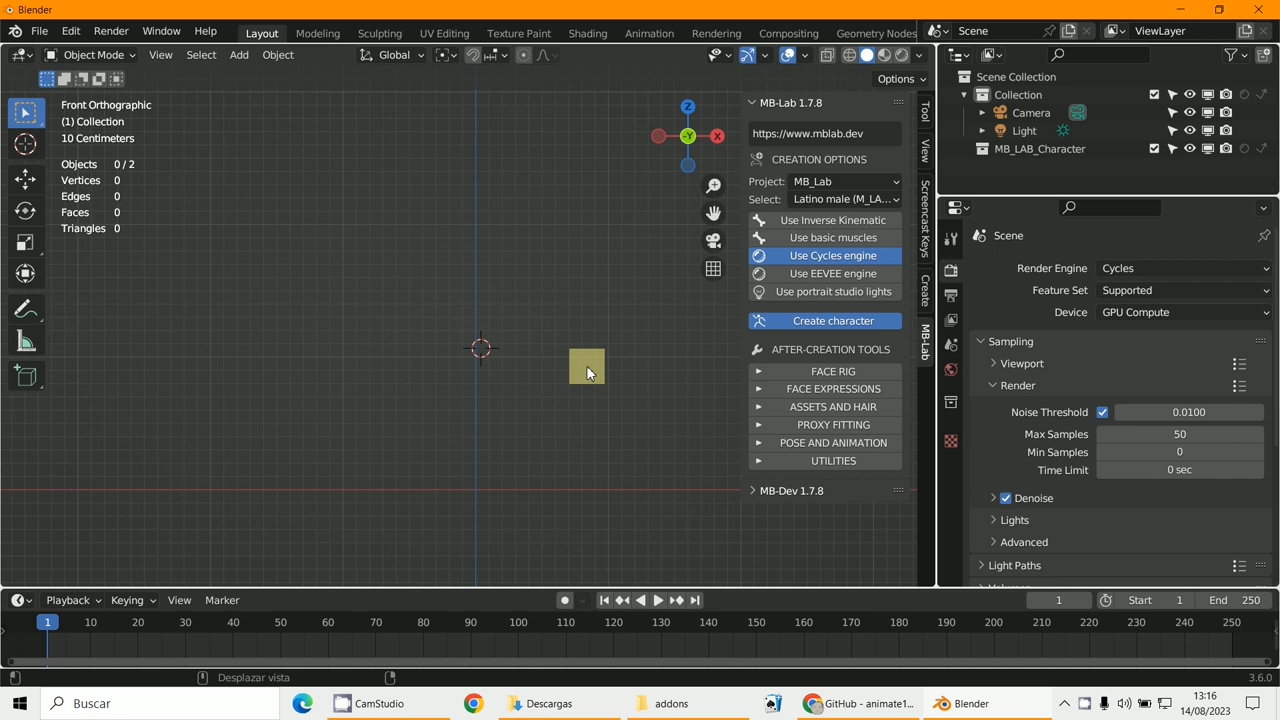 Blender
File Edit Render Window Help
Layout Modeling Sculpting UV Editing Texture Paint Shading Animation Rendering Compositing Geometry Nodes
Scene ViewLayer
Object Mode View Select Add Object Global
Options
Front Orthographic
(1) Collection
10 Centimeters
Objects 0 / 2
Vertices 0
Edges 0
Faces 0
Triangles 0
Z
-Y
X
MB-Lab 1.7.8
https://www.mblab.dev
CREATION OPTIONS
Project: MB_Lab
Select: Latino male (M_LA...
Use Inverse Kinematic
Use basic muscles
Use Cycles engine
Use EEVEE engine
Use portrait studio lights
Create character
AFTER-CREATION TOOLS
FACE RIG
FACE EXPRESSIONS
ASSETS AND HAIR
PROXY FITTING
POSE AND ANIMATION
UTILITIES
MB-Dev 1.7.8
Tool
View
Screencast Keys
Create
MB-Lab
Scene Collection
Collection
Camera
Light
MB_LAB_Character
Scene
Render Engine Cycles
Feature Set Supported
Device GPU Compute
Sampling
Viewport
Render
Noise Threshold 0.0100
Max Samples 50
Min Samples 0
Time Limit 0 sec
Denoise
Lights
Advanced
Light Paths
Playback Keying View Marker
1 Start 1 End 250
1 10 20 30 40 50 60 70 80 90 100 110 120 130 140 150 160 170 180 190 200 210 220 230 240 250
Desplazar vista
3.6.0
Buscar
CamStudio
Descargas
addons
GitHub - animate1...
Blender
13:16
14/08/2023